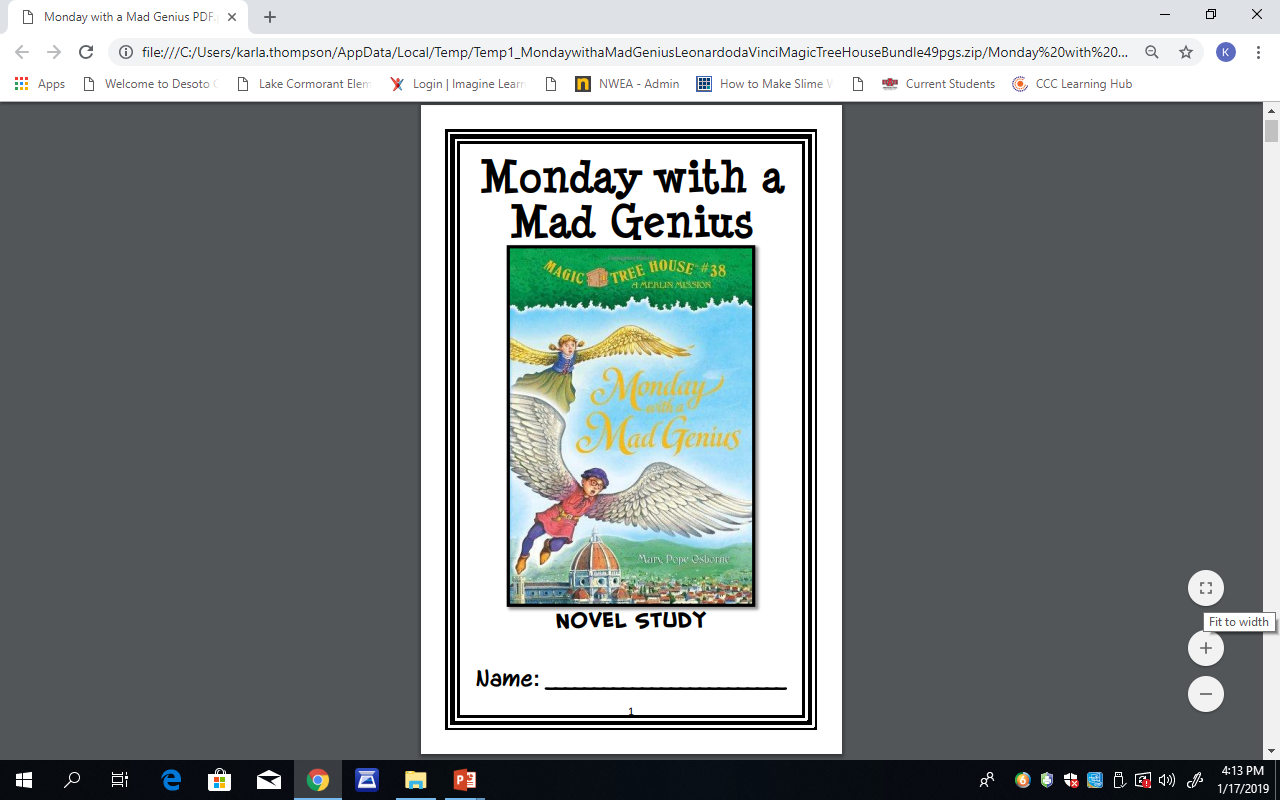 Monday with a Mad Genius PDF.
file:///C:/Users/karla.thompson/AppData/Local/Temp/Temp1_MondaywithaMadGeniusLeonardodaVinciMagicTreeHouseBundle49pgs.zip/Monday%20with%20...
K
Apps
Welcome to Desoto C
Lake Cormorant Elem
Login | Imagine Learn
NWEA - Admin
How to Make Slime W
Current Students
CCC Learning Hub
Monday with a
Mad Genius
MAGIC TREE HOUSE #38
A MERLIN MISSION
Monday
with a
Mad Genius
Mary Pope Osborne
NOVEL STUDY
Name: ______________________
1
Fit to width
4:13 PM
1/17/2019